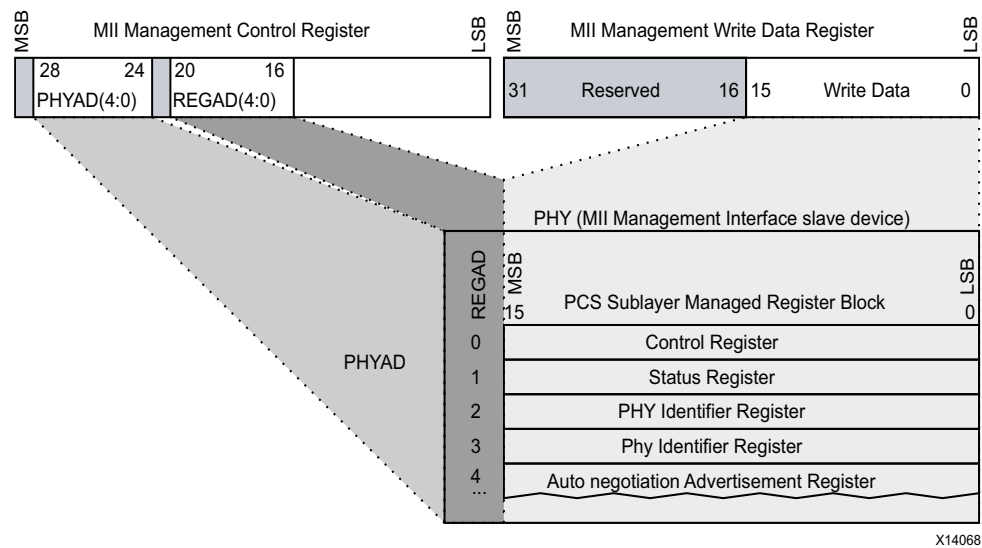 MSB
MII Management Control Register
LSB
MSB
MII Management Write Data Register
LSB
28 24 20 16
PHYAD(4:0) REGAD(4:0)
31 Reserved 16 15 Write Data 0
PHY (MII Management Interface slave device)
REGAD
MSB
LSB
15 PCS Sublayer Managed Register Block 0
0 Control Register
PHYAD
1 Status Register
2 PHY Identifier Register
3 Phy Identifier Register
4 Auto negotiation Advertisement Register
...
X14068